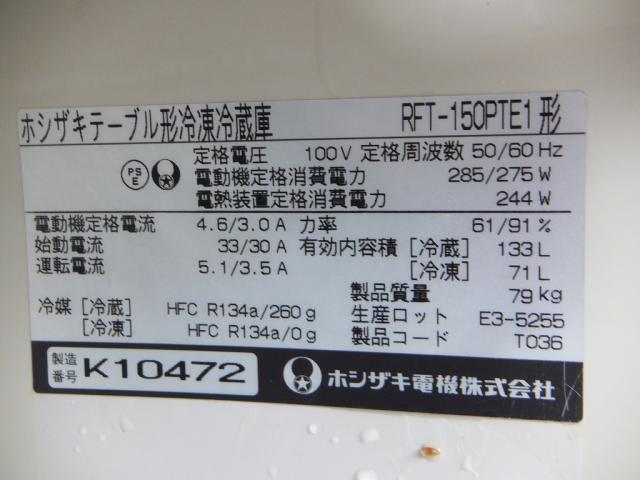 ホシザキテーブル形冷凍冷蔵庫 RFT-150PTE1 形
定格電圧 100V 定格周波数 50/60 Hz
PS E 電動機定格消費電力 285/275 W
電熱装置定格消費電力 244 W
電動機定格電流 4.6/3.0 A 力率 61/91 %
始動電流 33/30 A 有効内容積 [冷蔵] 133 L
運転電流 5.1/3.5 A [冷凍] 71 L
製品質量 79 kg
冷媒 [冷蔵] HFC R134a/260 g 生産ロット E3-5255
[冷凍] HFC R134a/0 g 製品コード T036
製造番号 K10472 ホシザキ電機株式会社